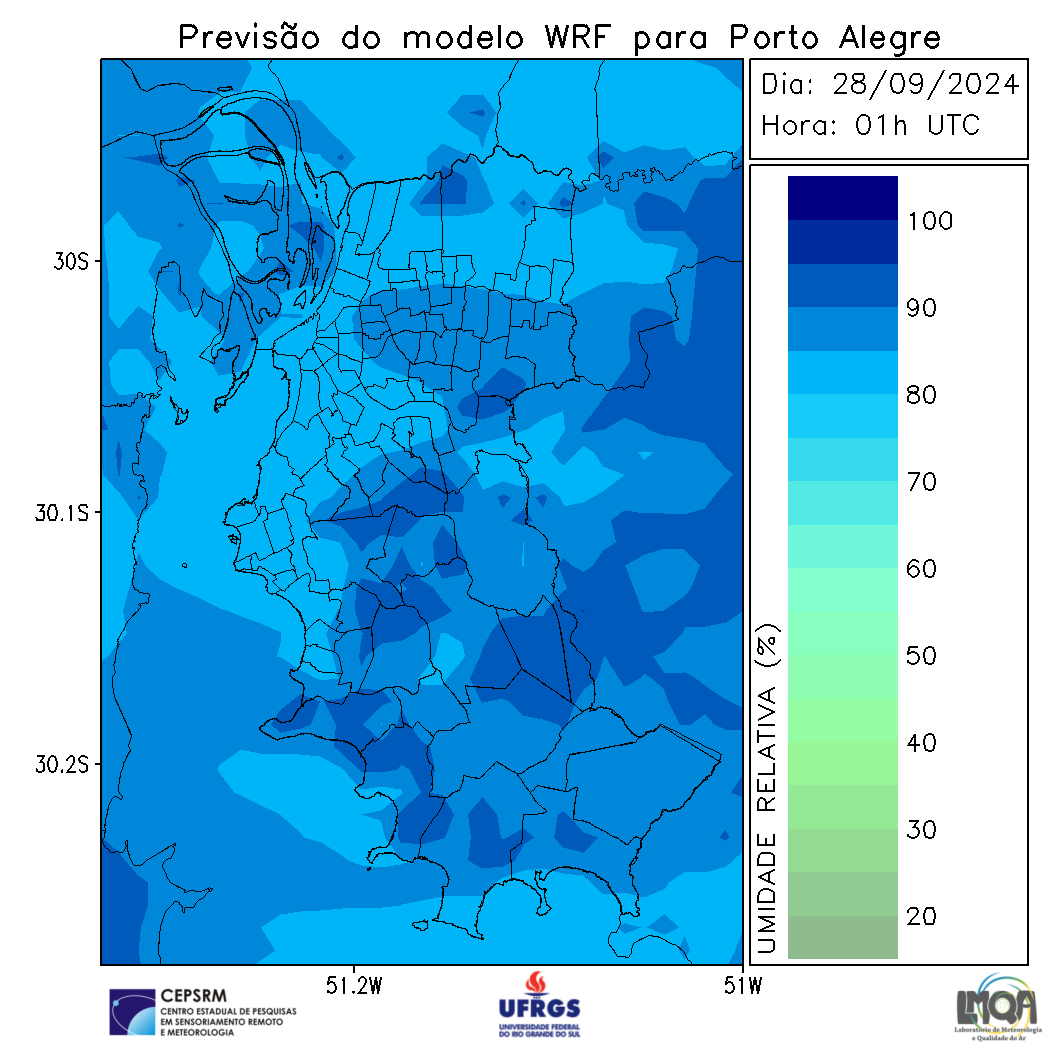 Previsão do modelo WRF para Porto Alegre
Dia: 28/09/2024
Hora: 01h UTC
30S
30.1S
30.2S
51.2W
51W
UMIDADE RELATIVA (%)
100
90
80
70
60
50
40
30
20
CEPSRM
CENTRO ESTADUAL DE PESQUISAS
EM SENSORIAMENTO REMOTO
E METEOROLOGIA
UFRGS
UNIVERSIDADE FEDERAL
DO RIO GRANDE DO SUL
LMQA
Laboratório de Meteorologia
e Qualidade do Ar